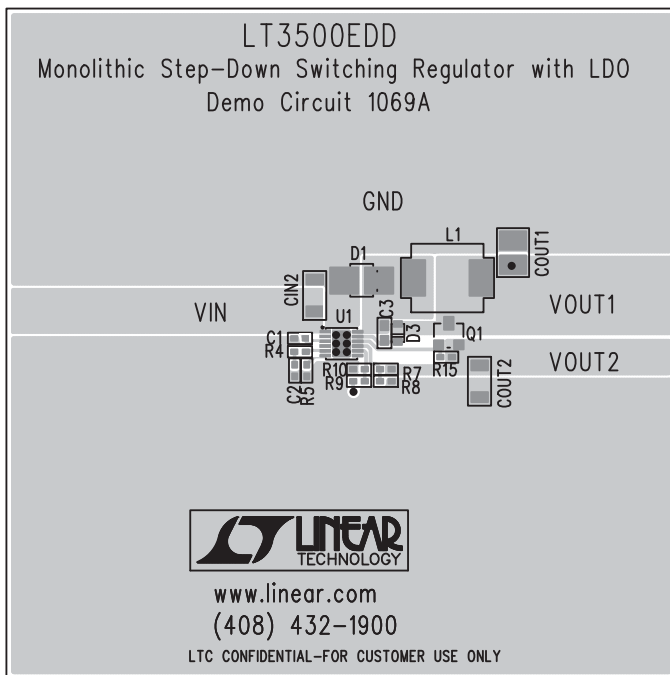 LT3500EDD
Monolithic Step-Down Switching Regulator with LDO
Demo Circuit 1069A
GND
L1
COUT1
D1
CIN2
VIN
U1
C3
D3
Q1
VOUT1
C1
R4
C2
R5
R10
R9
R7
R8
R15
COUT2
VOUT2
LINEAR
TECHNOLOGY
www.linear.com
(408) 432-1900
LTC CONFIDENTIAL-FOR CUSTOMER USE ONLY